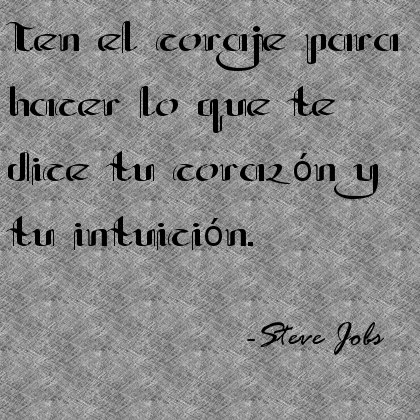 Ten el coraje para
hacer lo que te
dice tu corazón y
tu intuición.
-Steve Jobs